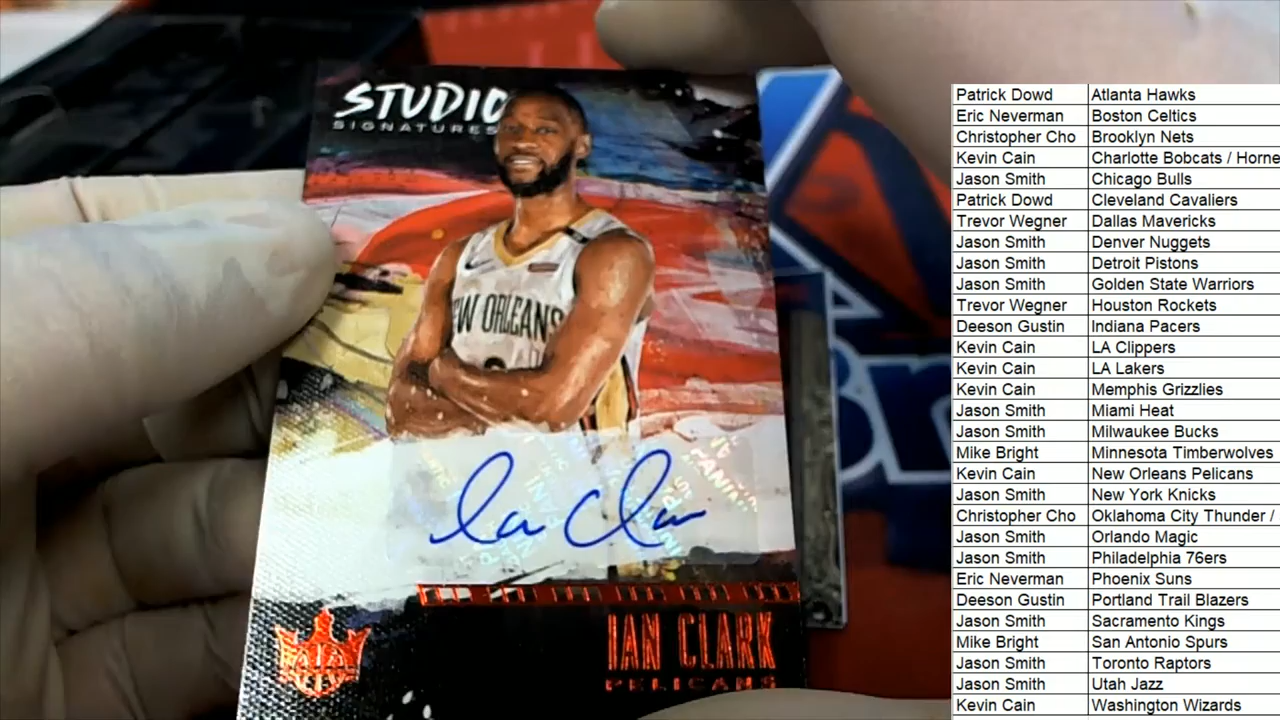 STUDIO
SIGNATURES
NEW ORLEANS
Ian Clark
IAN CLARK
PELICANS
Patrick Dowd Atlanta Hawks
Eric Neverman Boston Celtics
Christopher Cho Brooklyn Nets
Kevin Cain Charlotte Bobcats / Horne
Jason Smith Chicago Bulls
Patrick Dowd Cleveland Cavaliers
Trevor Wegner Dallas Mavericks
Jason Smith Denver Nuggets
Jason Smith Detroit Pistons
Jason Smith Golden State Warriors
Trevor Wegner Houston Rockets
Deeson Gustin Indiana Pacers
Kevin Cain LA Clippers
Kevin Cain LA Lakers
Kevin Cain Memphis Grizzlies
Jason Smith Miami Heat
Jason Smith Milwaukee Bucks
Mike Bright Minnesota Timberwolves
Kevin Cain New Orleans Pelicans
Jason Smith New York Knicks
Christopher Cho Oklahoma City Thunder /
Jason Smith Orlando Magic
Jason Smith Philadelphia 76ers
Eric Neverman Phoenix Suns
Deeson Gustin Portland Trail Blazers
Jason Smith Sacramento Kings
Mike Bright San Antonio Spurs
Jason Smith Toronto Raptors
Jason Smith Utah Jazz
Kevin Cain Washington Wizards